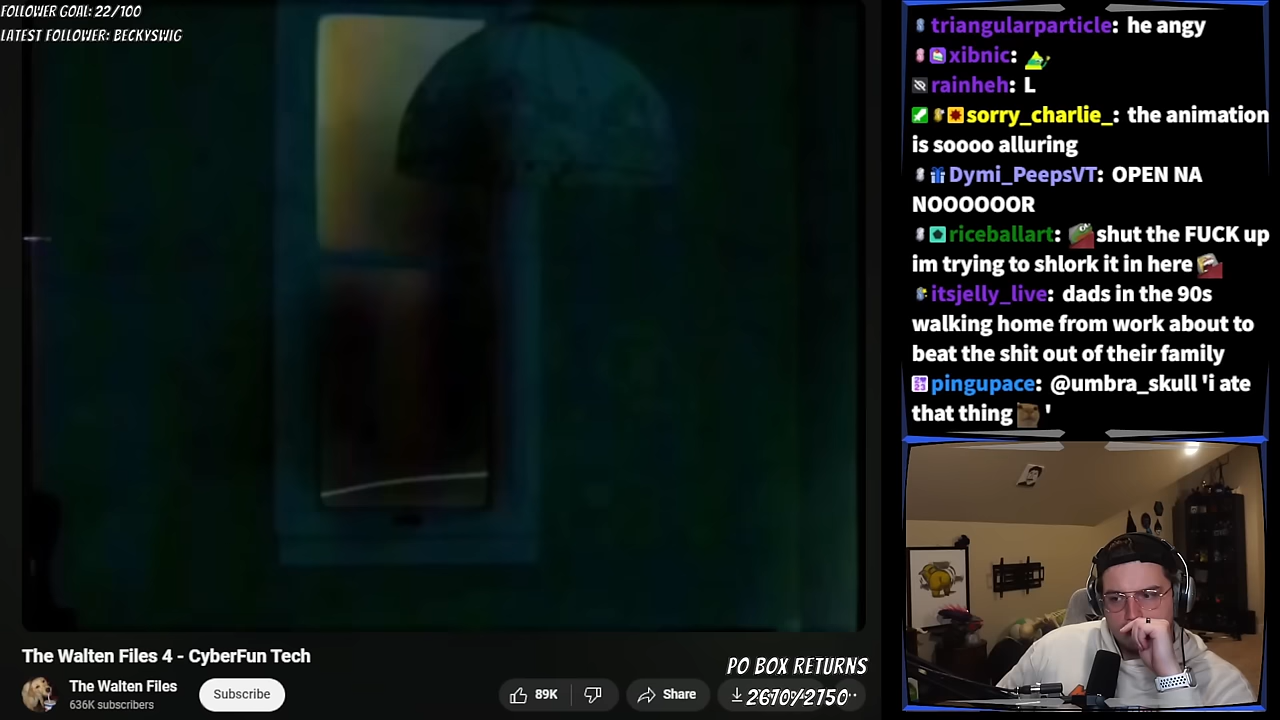 FOLLOWER GOAL: 22/100
LATEST FOLLOWER: BECKYSWIG
triangularparticle: he angy
xibnic:
rainheh: L
sorry_charlie_: the animation
is soooo alluring
Dymi_PeepsVT: OPEN NA
NOOOOOOR
riceballart: shut the FUCK up
im trying to shlork it in here
itsjelly_live: dads in the 90s
walking home from work about to
beat the shit out of their family
pingupace: @umbra_skull 'i ate
that thing '
The Walten Files 4 - CyberFun Tech
The Walten Files
636K subscribers
Subscribe
89K
Share
PO BOX RETURNS
2670/2750